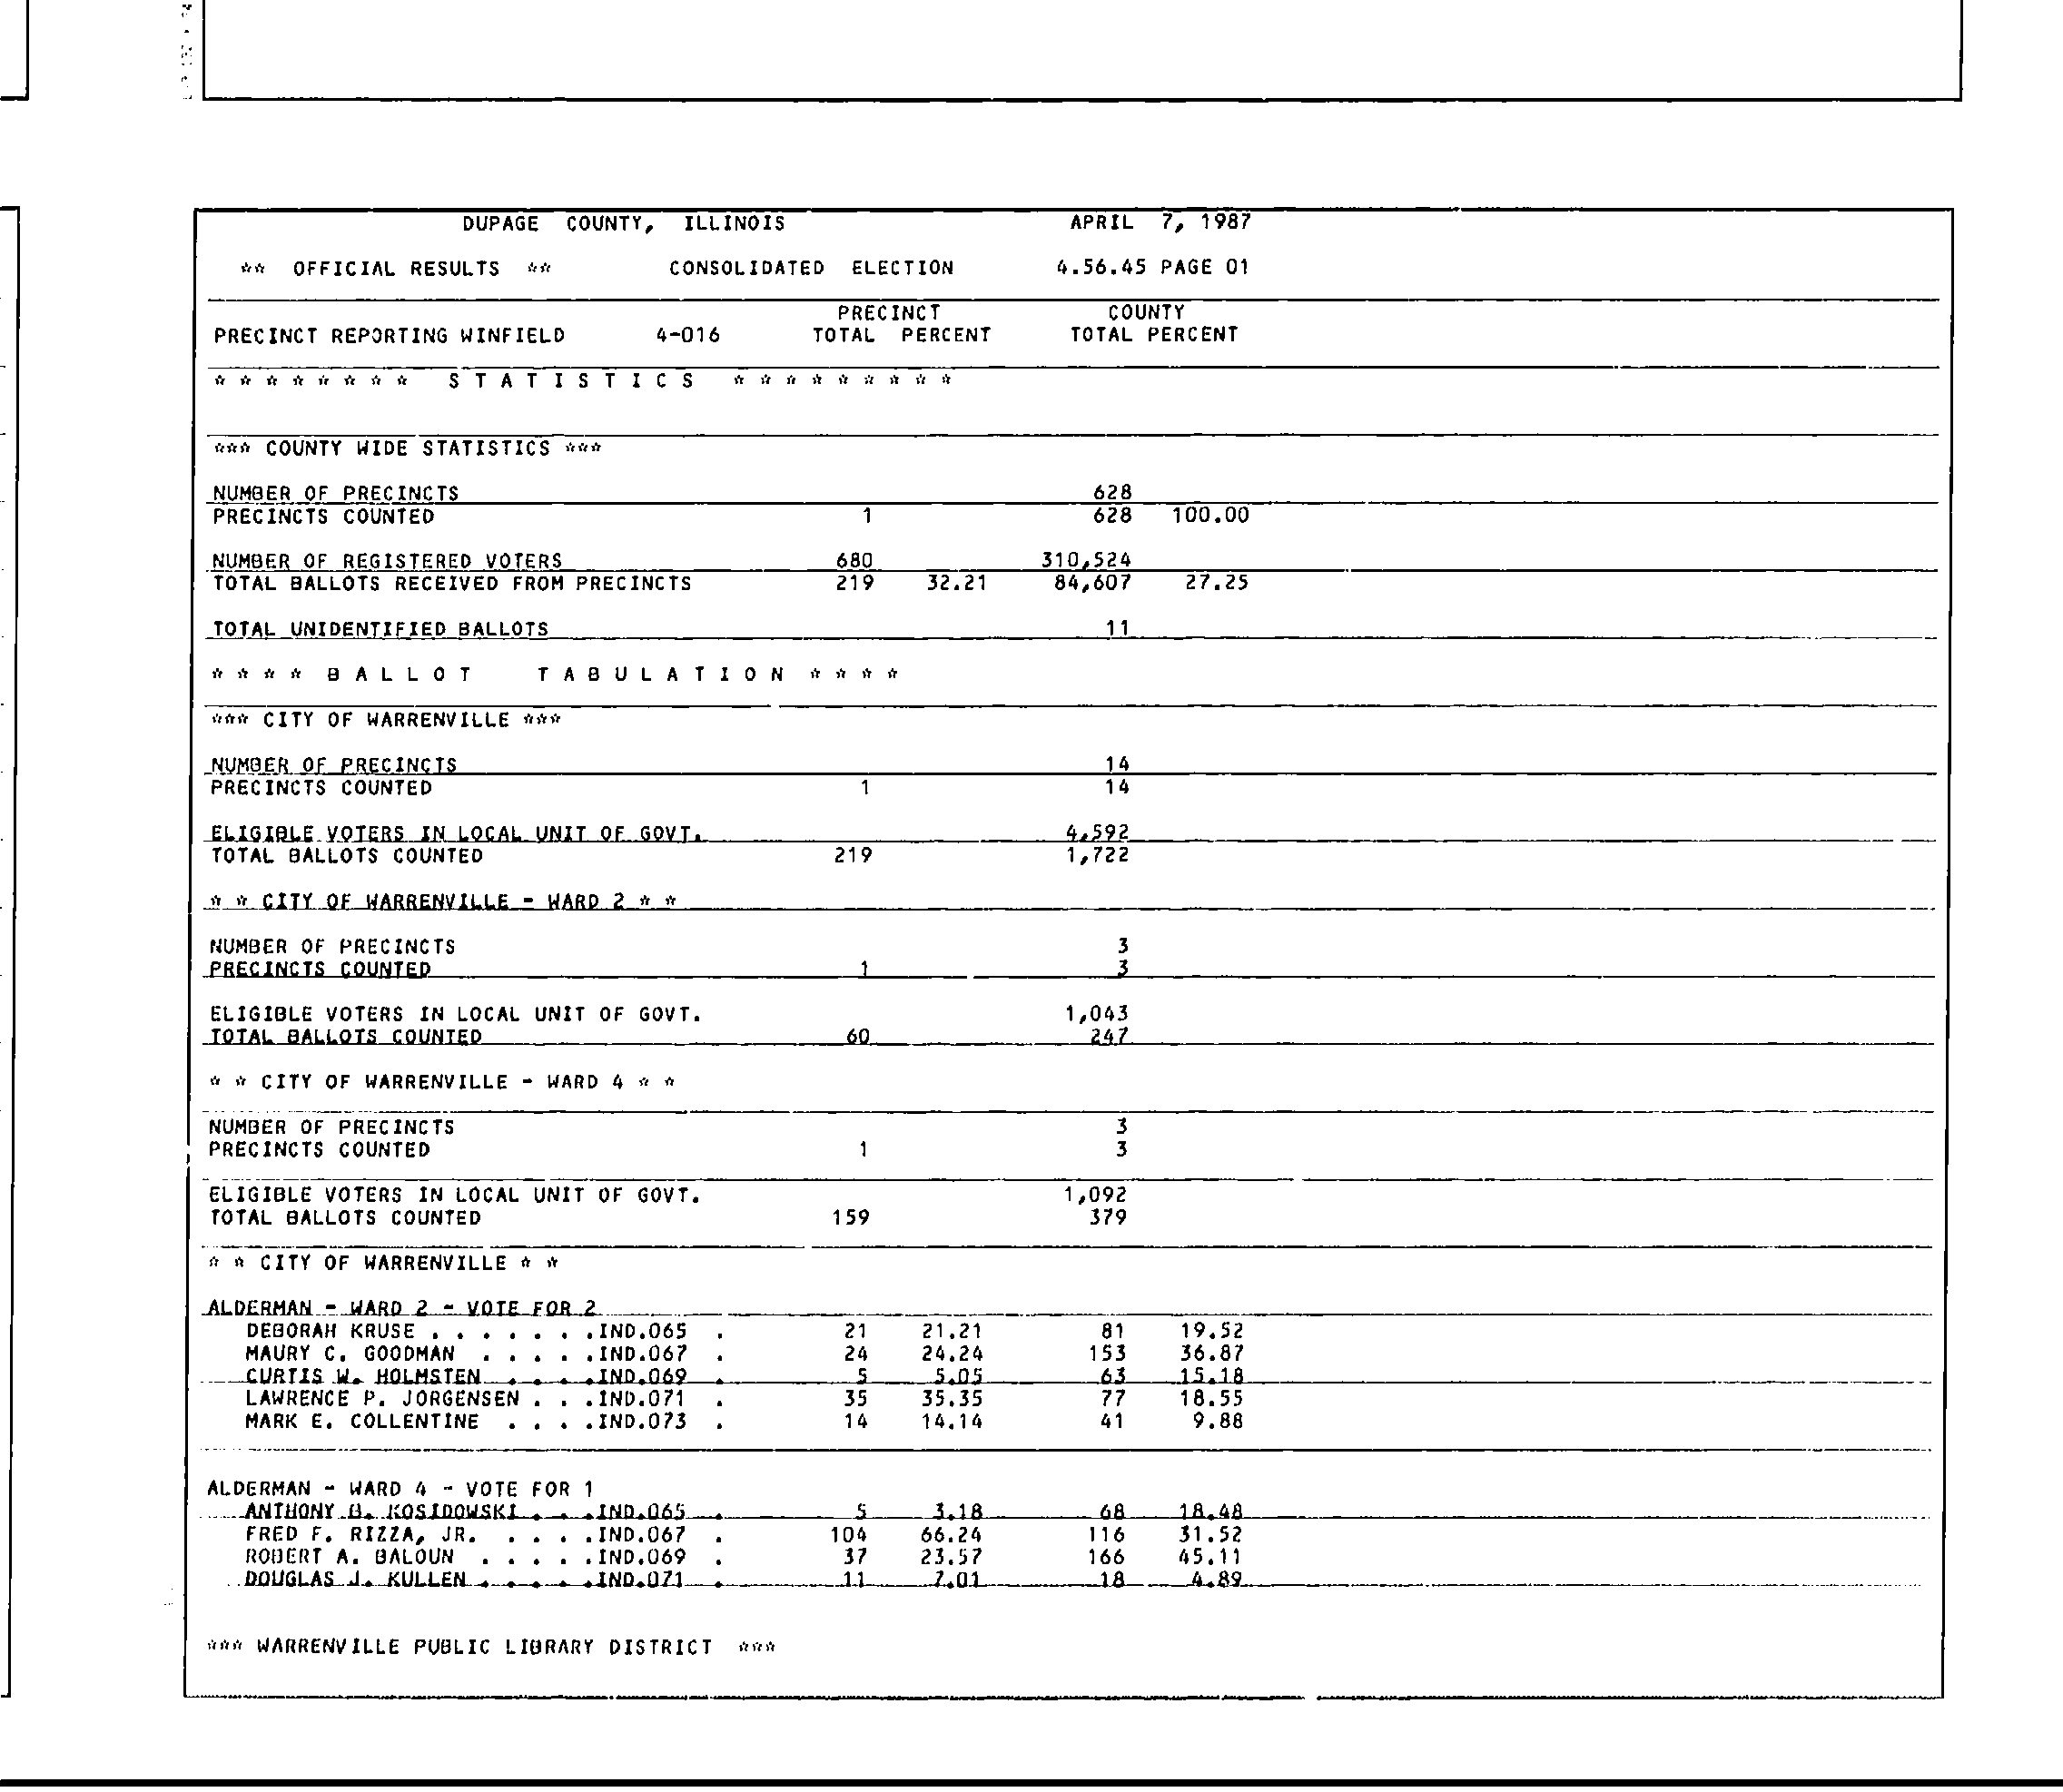 DUPAGE COUNTY, ILLINOIS APRIL 7, 1987
** OFFICIAL RESULTS ** CONSOLIDATED ELECTION 4.56.45 PAGE 01
PRECINCT COUNTY
PRECINCT REPORTING WINFIELD 4-016 TOTAL PERCENT TOTAL PERCENT
* * * * * * * * S T A T I S T I C S * * * * * * * * *
*** COUNTY WIDE STATISTICS ***
NUMBER OF PRECINCTS 628
PRECINCTS COUNTED 1 628 100.00
NUMBER OF REGISTERED VOTERS 680 310,524
TOTAL BALLOTS RECEIVED FROM PRECINCTS 219 32.21 84,607 27.25
TOTAL UNIDENTIFIED BALLOTS 11
* * * * B A L L O T T A B U L A T I O N * * * *
*** CITY OF WARRENVILLE ***
NUMBER OF PRECINCTS 14
PRECINCTS COUNTED 1 14
ELIGIBLE VOTERS IN LOCAL UNIT OF GOVT. 4,592
TOTAL BALLOTS COUNTED 219 1,722
* * CITY OF WARRENVILLE - WARD 2 * *
NUMBER OF PRECINCTS 3
PRECINCTS COUNTED 1 3
ELIGIBLE VOTERS IN LOCAL UNIT OF GOVT. 1,043
TOTAL BALLOTS COUNTED 60 247
* * CITY OF WARRENVILLE - WARD 4 * *
NUMBER OF PRECINCTS 3
PRECINCTS COUNTED 1 3
ELIGIBLE VOTERS IN LOCAL UNIT OF GOVT. 1,092
TOTAL BALLOTS COUNTED 159 379
* * CITY OF WARRENVILLE * *
ALDERMAN - WARD 2 - VOTE FOR 2
DEBORAH KRUSE . . . . . . .IND.065 . 21 21.21 81 19.52
MAURY C. GOODMAN . . . . .IND.067 . 24 24.24 153 36.87
CURTIS W. HOLMSTEN . . . .IND.069 . 5 5.05 63 15.18
LAWRENCE P. JORGENSEN . . .IND.071 . 35 35.35 77 18.55
MARK E. COLLENTINE . . . .IND.073 . 14 14.14 41 9.88
ALDERMAN - WARD 4 - VOTE FOR 1
ANTHONY B. KOSIDOWSKI . . .IND.065 . 5 3.18 68 18.48
FRED F. RIZZA, JR. . . . .IND.067 . 104 66.24 116 31.52
ROBERT A. BALOUN . . . . .IND.069 . 37 23.57 166 45.11
DOUGLAS J. KULLEN . . . . .IND.071 . 11 7.01 18 4.89
*** WARRENVILLE PUBLIC LIBRARY DISTRICT ***